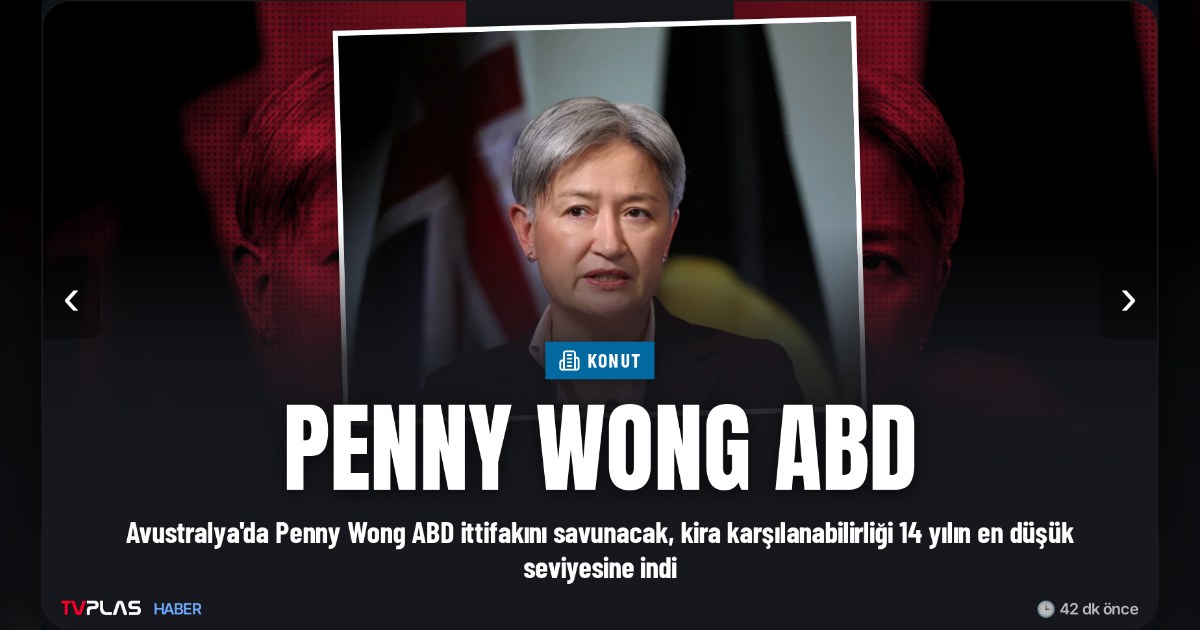 KONUT
PENNY WONG ABD
Avustralya'da Penny Wong ABD ittifakını savunacak, kira karşılanabilirliği 14 yılın en düşük
seviyesine indi
TVPLAS HABER
42 dk önce